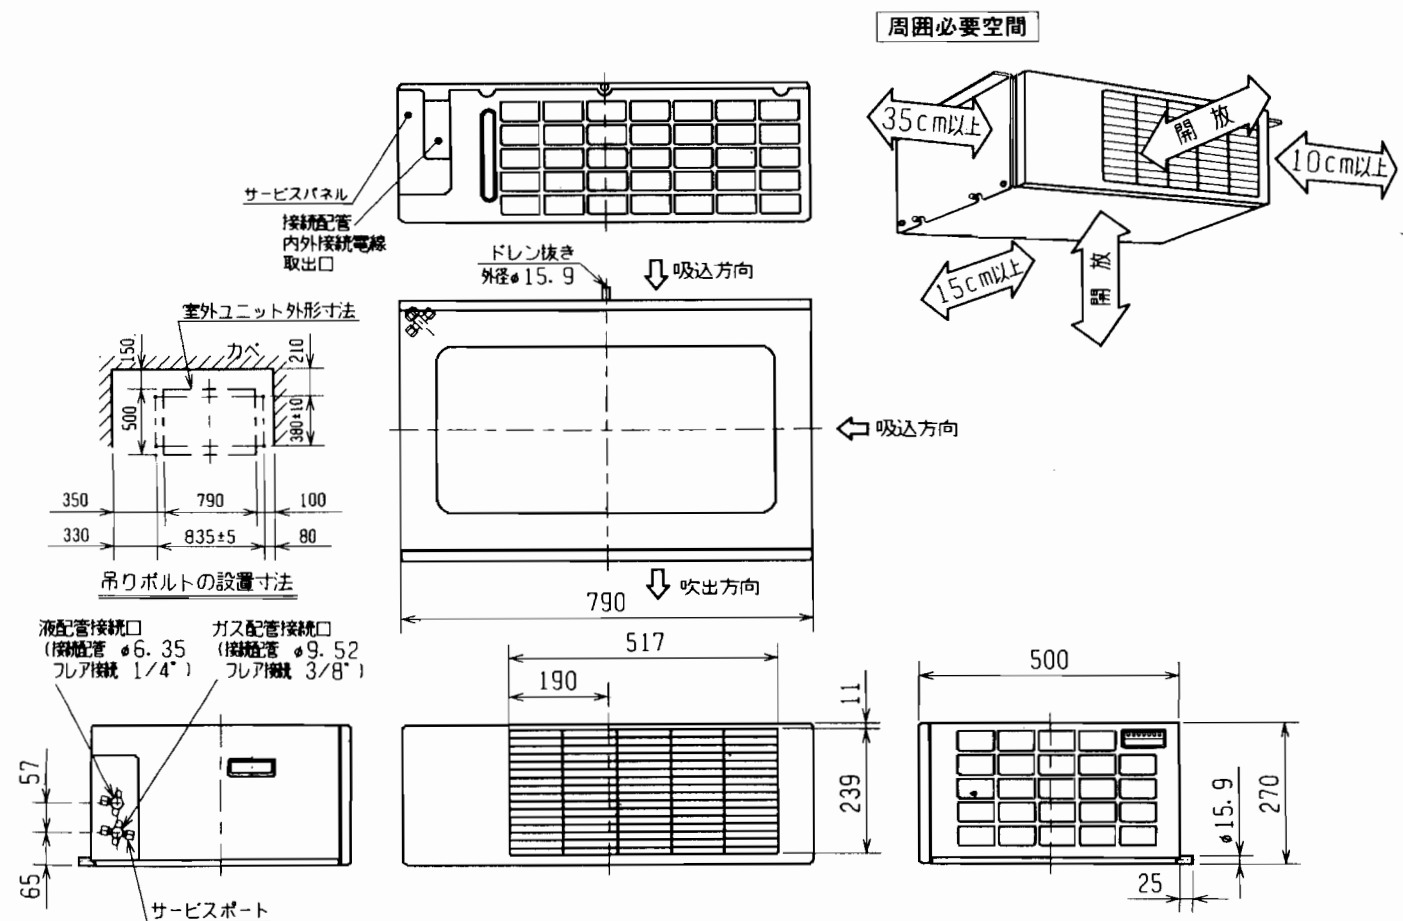 周囲必要空間
35cm以上
開放
10cm以上
15cm以上
開放
サービスパネル
接続配管
内外接続電線
取出口
ドレン抜き
外径φ15.9
吸込方向
室外ユニット外形寸法
カベ
150
210
500
380±10
350
790
100
330
835±5
80
吊りボルトの設置寸法
吸込方向
吹出方向
790
液配管接続口
(接続配管 φ6.35
フレア接続 1/4")
ガス配管接続口
(接続配管 φ9.52
フレア接続 3/8")
57
65
サービスポート
517
190
11
239
500
270
φ15.9
25